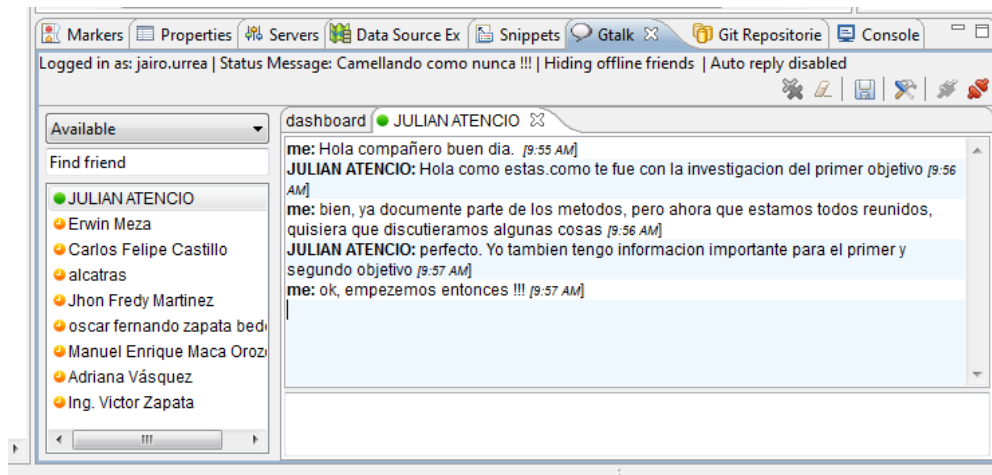 Markers Properties Servers Data Source Ex Snippets Gtalk Git Repositorie Console
Logged in as: jairo.urrea | Status Message: Camellando como nunca !!! | Hiding offline friends | Auto reply disabled
Available
Find friend
JULIAN ATENCIO
Erwin Meza
Carlos Felipe Castillo
alcatras
Jhon Fredy Martinez
oscar fernando zapata bed
Manuel Enrique Maca Oroz
Adriana Vásquez
Ing. Victor Zapata
dashboard JULIAN ATENCIO
me: Hola compañero buen dia. [9:55 AM]
JULIAN ATENCIO: Hola como estas.como te fue con la investigacion del primer objetivo [9:56
AM]
me: bien, ya documente parte de los metodos, pero ahora que estamos todos reunidos,
quisiera que discutieramos algunas cosas [9:56 AM]
JULIAN ATENCIO: perfecto. Yo tambien tengo informacion importante para el primer y
segundo objetivo [9:57 AM]
me: ok, empezemos entonces !!! [9:57 AM]